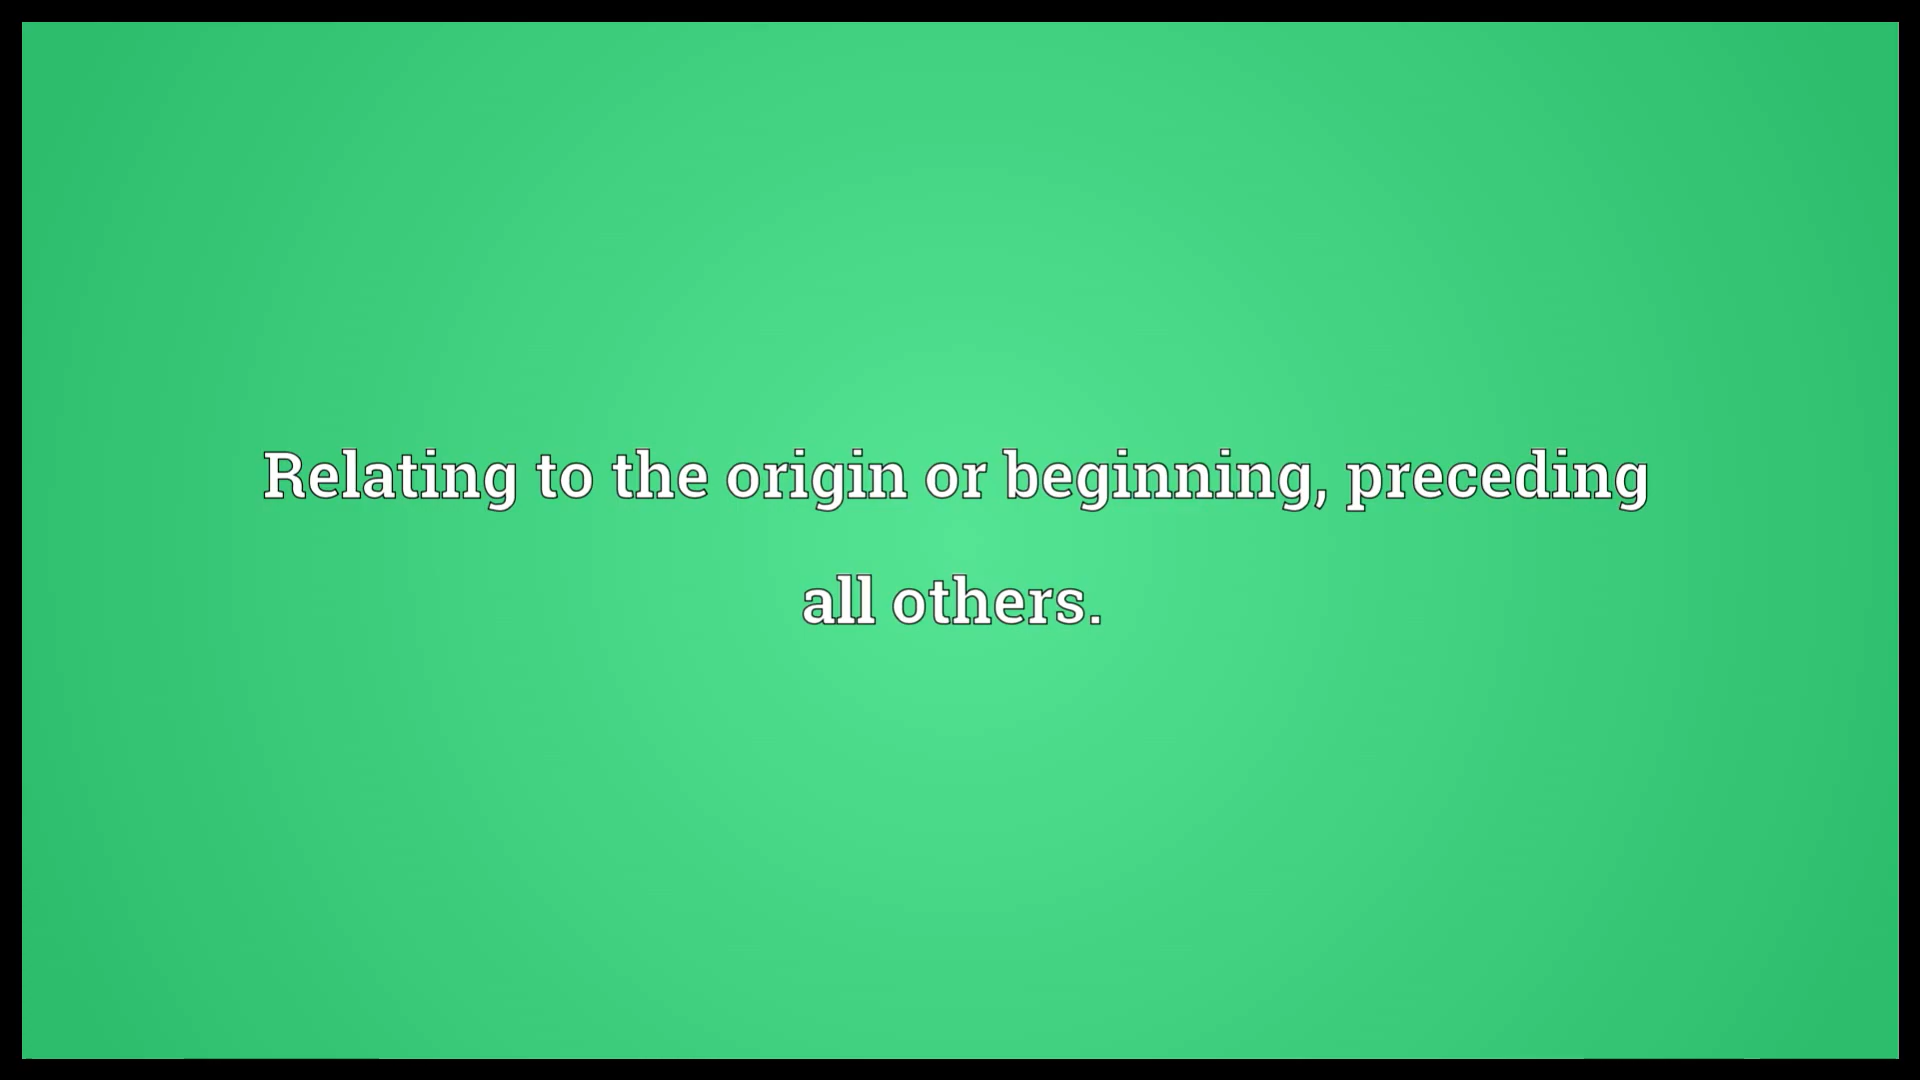 Relating to the origin or beginning, preceding
all others.